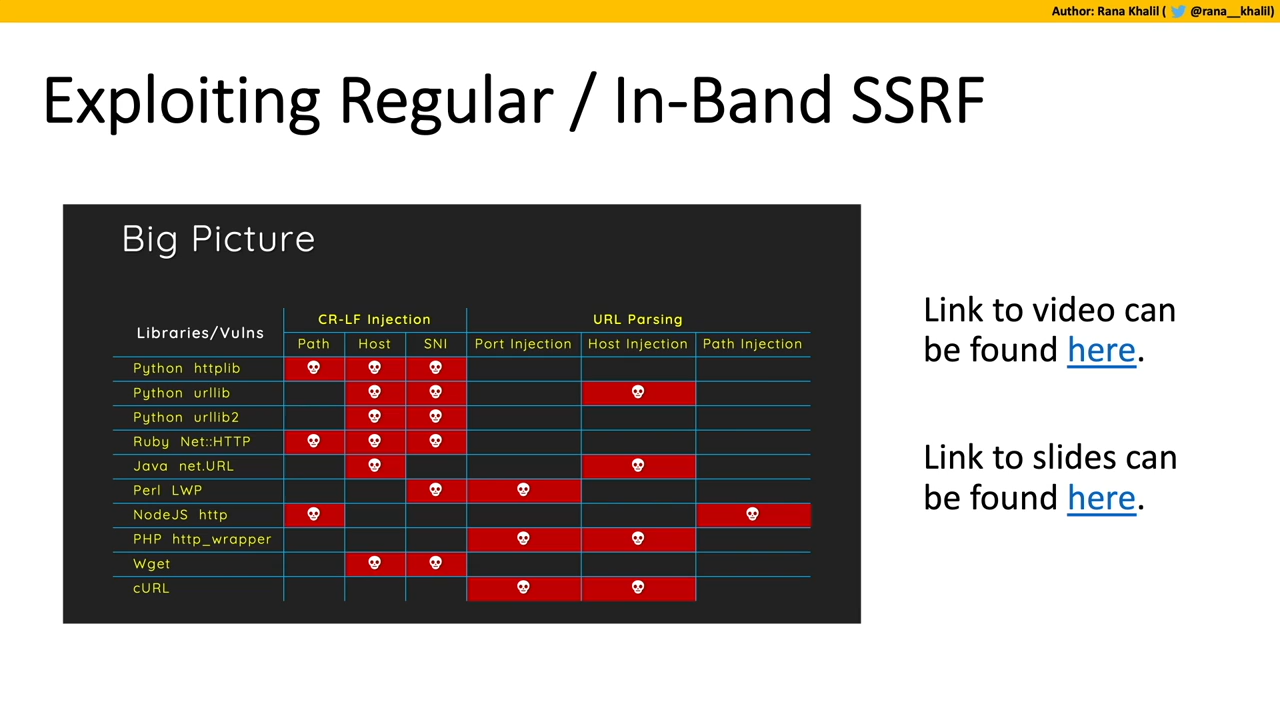 Author: Rana Khalil ( @rana__khalil)
Exploiting Regular / In-Band SSRF
Big Picture
Libraries/Vulns
CR-LF Injection
URL Parsing
Path
Host
SNI
Port Injection
Host Injection
Path Injection
Python httplib
Python urllib
Python urllib2
Ruby Net::HTTP
Java net.URL
Perl LWP
NodeJS http
PHP http_wrapper
Wget
cURL
Link to video can
be found here.
Link to slides can
be found here.